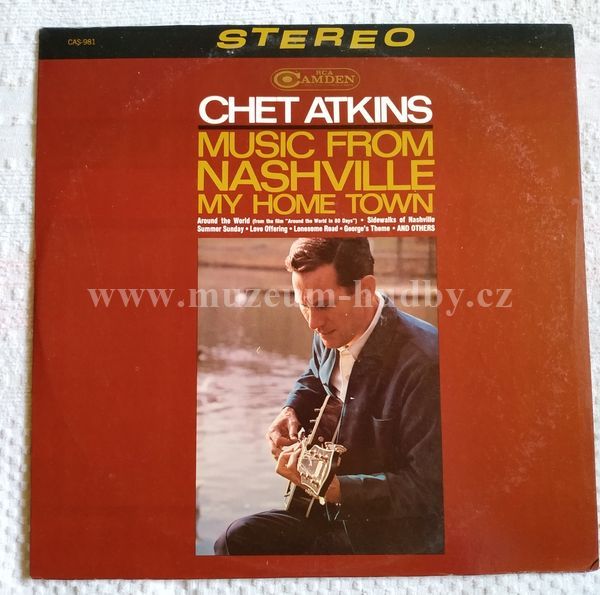 STEREO
CAS-981
RCA
CAMDEN
CHET ATKINS
MUSIC FROM
NASHVILLE
MY HOME TOWN
Around the World (from the film "Around the World in 80 Days") • Sidewalks of Nashville
Summer Sunday • Love Offering • Lonesome Road • George's Theme • AND OTHERS
www.muzeum-hudby.cz